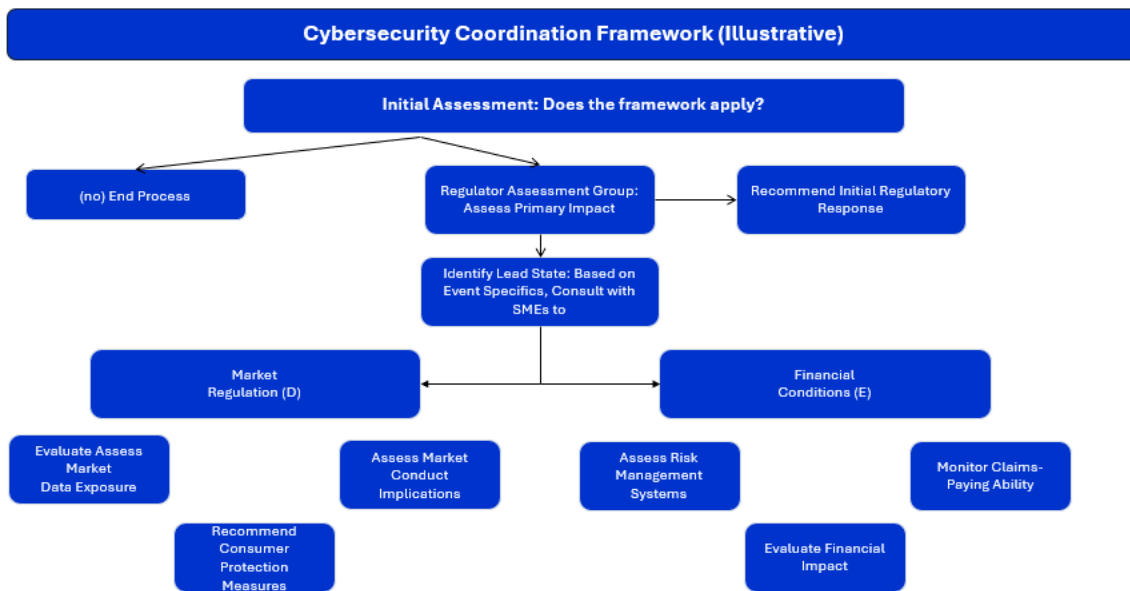 Cybersecurity Coordination Framework (Illustrative)
Initial Assessment: Does the framework apply?
(no) End Process
Regulator Assessment Group:
Assess Primary Impact
Recommend Initial Regulatory
Response
Identify Lead State: Based on
Event Specifics, Consult with
SMEs to
Market
Regulation (D)
Financial
Conditions (E)
Evaluate Assess
Market
Data Exposure
Assess Market
Conduct
Implications
Assess Risk
Management
Systems
Monitor Claims-
Paying Ability
Recommend
Consumer
Protection
Measures
Evaluate Financial
Impact